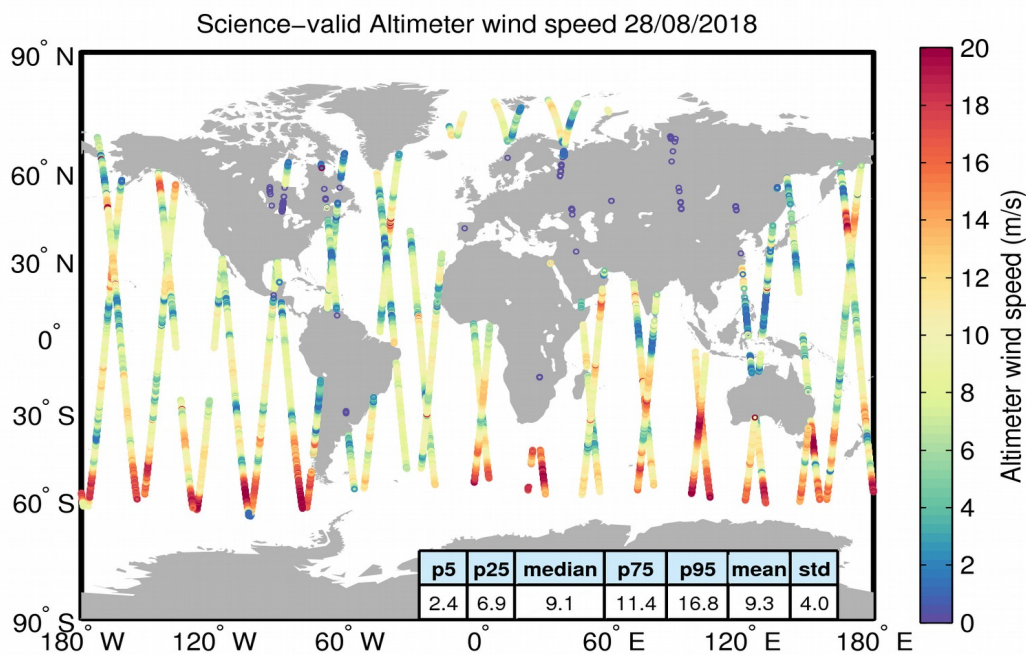 Science−valid Altimeter wind speed 28/08/2018
90° N
60° N
30° N
0°
30° S
60° S
90° S
180° W
120° W
60° W
0°
60° E
120° E
180° E
p5 p25 median p75 p95 mean std
2.4 6.9 9.1 11.4 16.8 9.3 4.0
20
18
16
14
12
10
8
6
4
2
0
Altimeter wind speed (m/s)